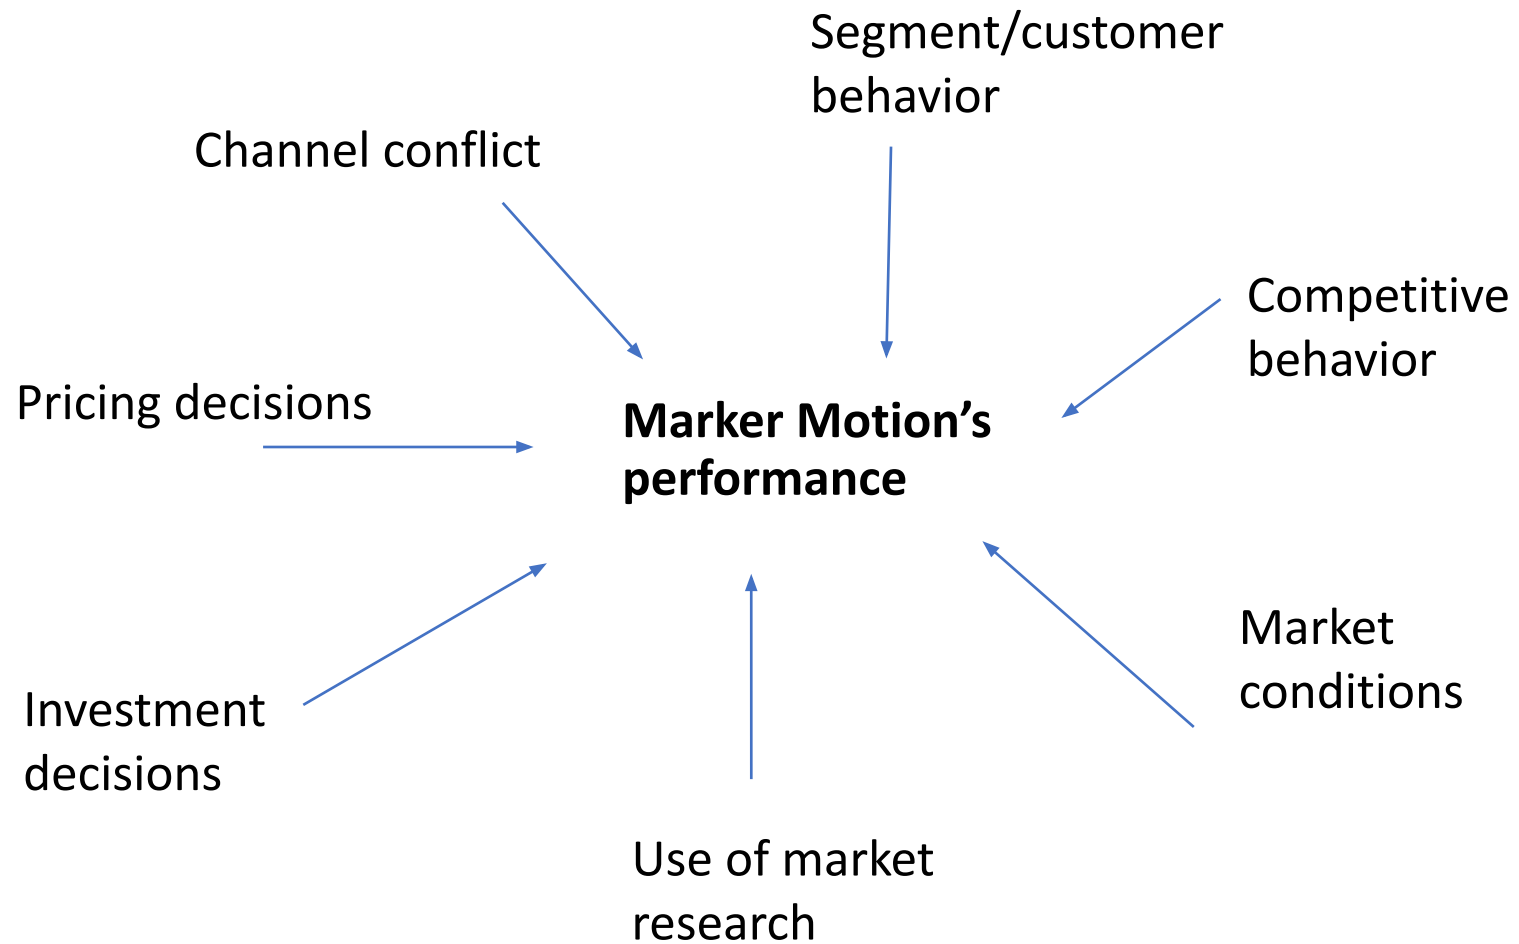 Segment/customer
behavior
Channel conflict
Competitive
behavior
Pricing decisions
Marker Motion’s
performance
Market
conditions
Investment
decisions
Use of market
research